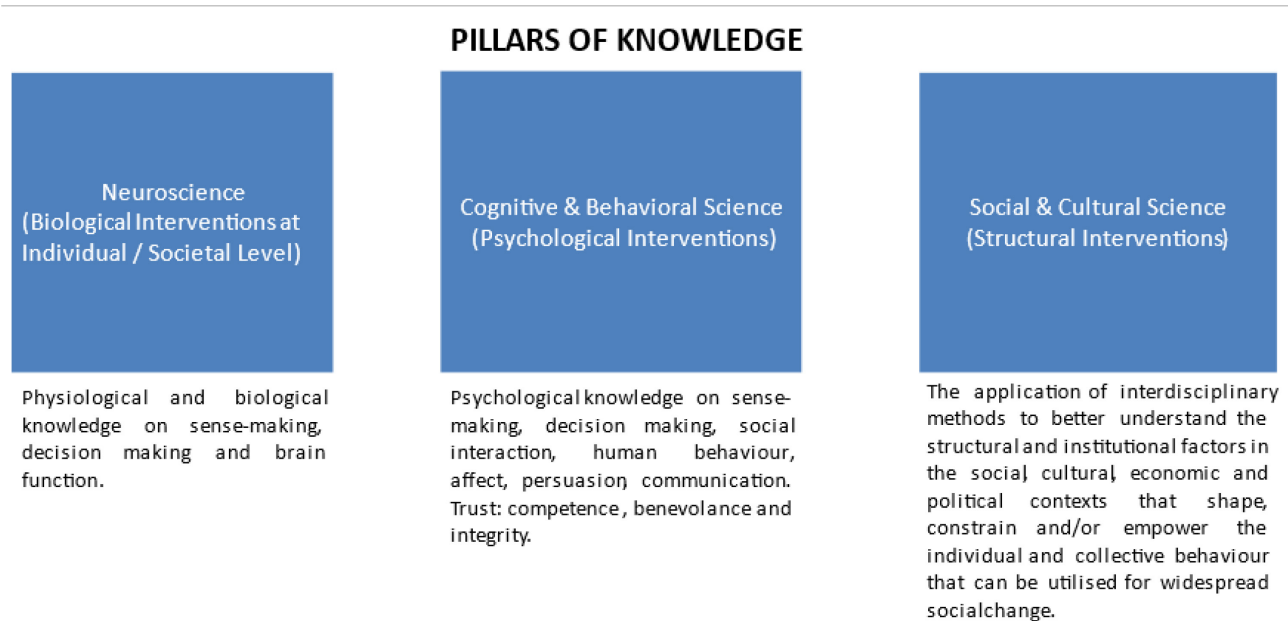 PILLARS OF KNOWLEDGE
Neuroscience
(Biological Interventions at
Individual / Societal Level)
Physiological and biological
knowledge on sense-making,
decision making and brain
function.
Cognitive & Behavioral Science
(Psychological Interventions)
Psychological knowledge on sense-
making, decision making, social
interaction, human behaviour,
affect, persuasion, communication.
Trust: competence , benevolance and
integrity.
Social & Cultural Science
(Structural Interventions)
The application of interdisciplinary
methods to better understand the
structural and institutional factors in
the social, cultural, economic and
political contexts that shape,
constrain and/or empower the
individual and collective behaviour
that can be utilised for widespread
socialchange.